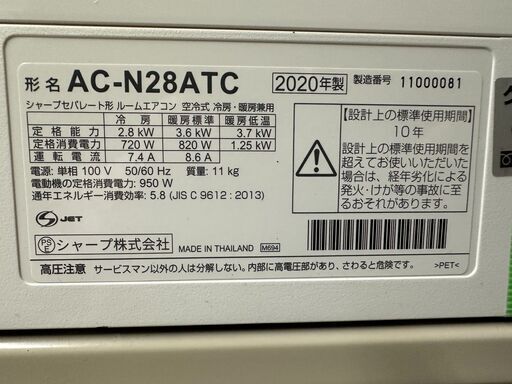 形 名 AC-N28ATC 2020年製 製造番号 11000081
シャープセパレート形 ルームエアコン 空冷式 冷房・暖房兼用
冷 房 暖房標準 暖房低温
定格能力 2.8 kW 3.6 kW 3.7 kW
定格消費電力 720 W 820 W 1.25 kW
運転電流 7.4 A 8.6 A
電源: 単相 100 V 50/60 Hz 質量: 11 kg
電動機の定格消費電力: 950 W
通年エネルギー消費効率: 5.8 (JIS C 9612 : 2013)
【設計上の標準使用期間】
10 年
設計上の標準使用期間を
超えてお使いいただいた
場合は、経年劣化による
発火・けが等の事故に至
るおそれがあります。
S JET
PS E シャープ株式会社 MADE IN THAILAND M694
高圧注意 サービスマン以外の人は分解しない。内部に高電圧部があり、さわると危険です。
>PET<